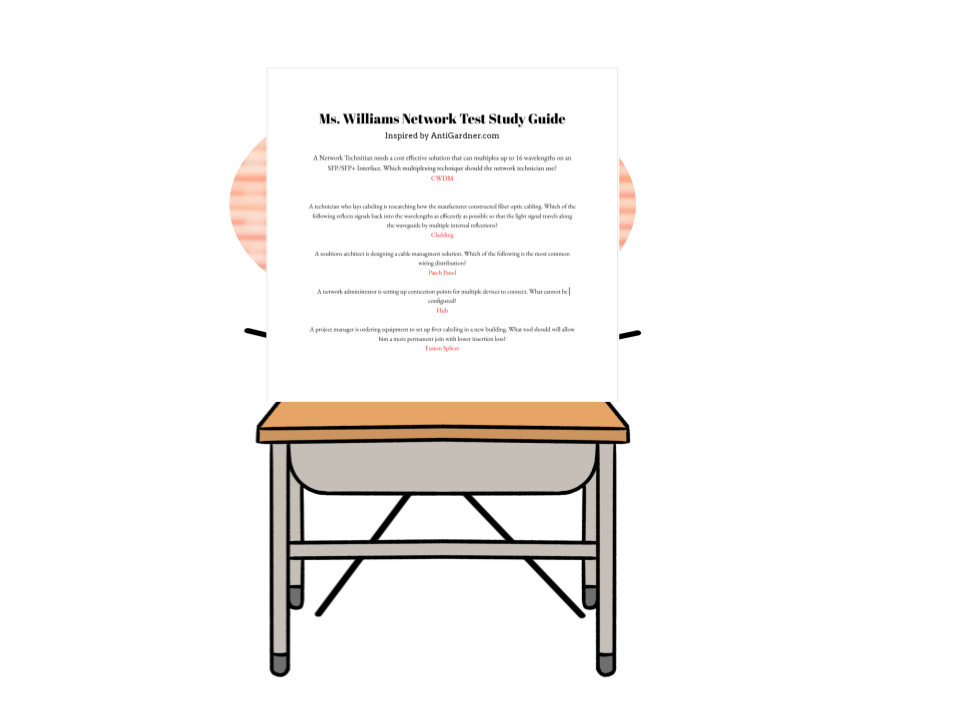 Ms. Williams Network Test Study Guide
Inspired by AntiGardner.com
A Network Technitian needs a cost effective solution that can multiplex up to 16 wavelengths on an
SFP/SFP+ Interface. Which multiplexing technique should the network technician use?
CWDM
A technician who lays cabeling is researching how the maufacturer constructed fiber optic cabling. Which of the
following reflects signals back into the wavelengths as efficently as possible so that the light signal travels along
the waveguide by multiple internal reflections?
Cladding
A soultions architect is designing a cable managment solution. Which of the following is the most common
wiring distribution?
Patch Panel
A network administrator is setting up connection points for multiple devices to connect. What cannot be
configured?
Hub
A project manager is ordering equipment to set up fiver cabeling in a new building. What tool should will allow
him a more permanent join with lower insertion loss?
Fusion Splicer